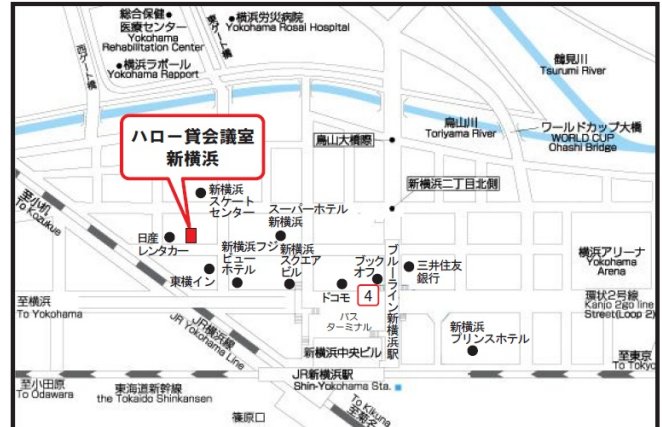 総合保健
医療センター
Yokohama
Rehabilitation Center
横浜労災病院
Yokohama Rosai Hospital
横浜ラポール
Yokohama Rapport
鶴見川
Tsurumi River
鳥山川
Toriyama River
ワールドカップ大橋
WORLD CUP
Ohashi Bridge
鳥山大橋際
ハロー貸会議室
新横浜
新横浜二丁目北側
至小机
To Kozukue
新横浜
スケート
センター
スーパーホテル
新横浜
日産
レンタカー
東横イン
新横浜フジ
ビュー
ホテル
新横浜
スクエア
ビル
ブック
オフ
ドコモ
4
バス
ターミナル
ブルーライン新横浜駅
三井住友
銀行
横浜アリーナ
Yokohama
Arena
環状2号線
Kanjo 2go line
Street(Loop 2)
至横浜
To Yokohama
JR横浜線
JR Yokohama Line
新横浜中央ビル
新横浜
プリンスホテル
至東京
To Tokyo
至小田原
To Odawara
東海道新幹線
the Tokaido Shinkansen
JR新横浜駅
Shin-Yokohama Sta.
篠原口
To Kikuna
至菊名